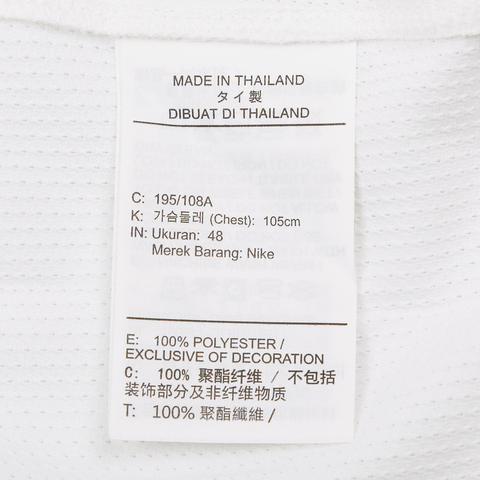 MADE IN THAILAND
タイ製
DIBUAT DI THAILAND
C: 195/108A
K: 가슴둘레 (Chest): 105cm
IN: Ukuran: 48
Merek Barang: Nike
E: 100% POLYESTER /
EXCLUSIVE OF DECORATION
C: 100% 聚酯纤维 / 不包括
装饰部分及非纤维物质
T: 100% 聚酯纖維 /